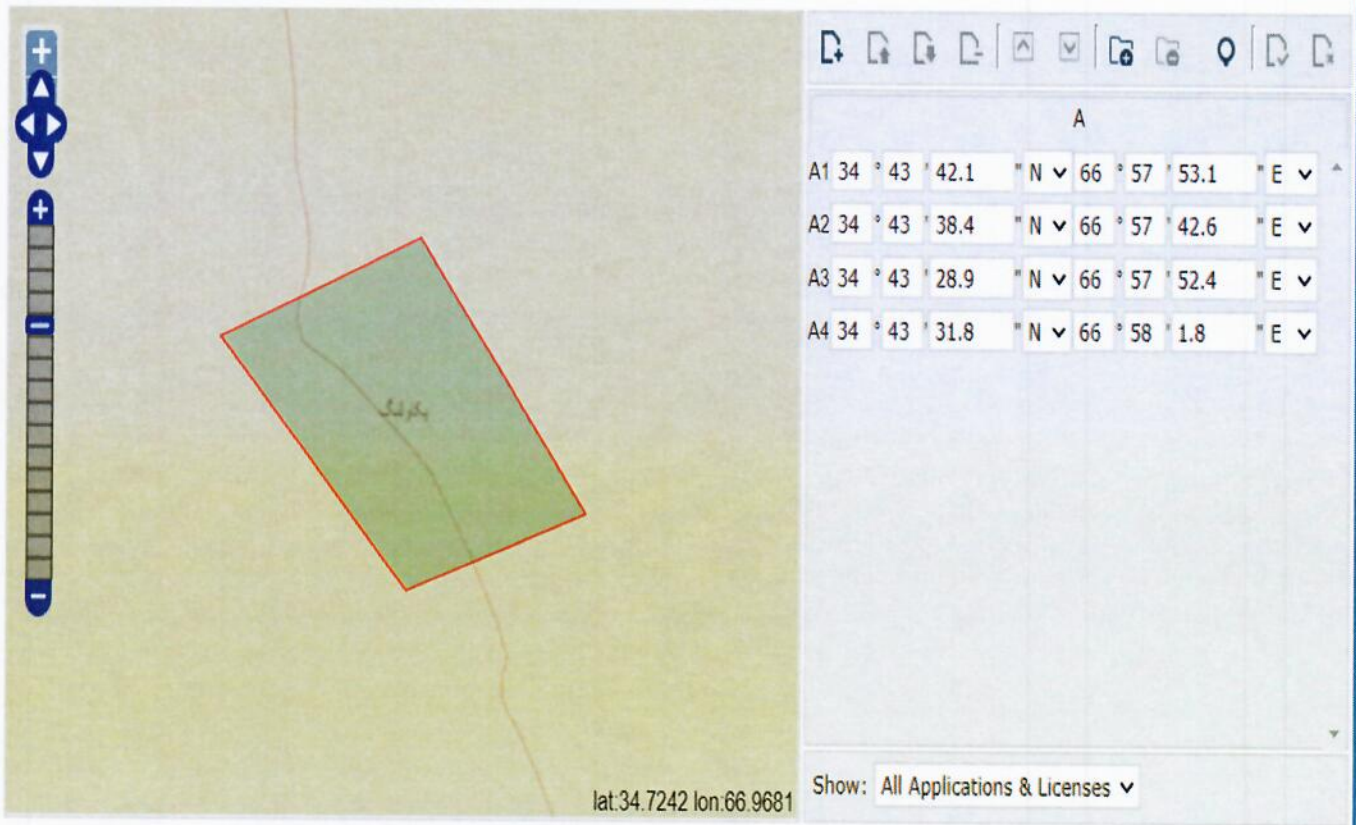 یکاولنگ
lat:34.7242 lon:66.9681
A
A1 34 ° 43 ' 42.1 " N 66 ° 57 ' 53.1 " E
A2 34 ° 43 ' 38.4 " N 66 ° 57 ' 42.6 " E
A3 34 ° 43 ' 28.9 " N 66 ° 57 ' 52.4 " E
A4 34 ° 43 ' 31.8 " N 66 ° 58 ' 1.8 " E
Show: All Applications & Licenses